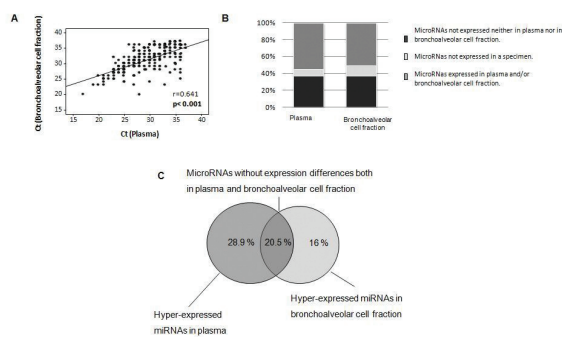 A
Ct (Bronchoalveolar cell fraction)
40
35
30
25
20
15
15
20
25
30
35
40
r=0.641
p< 0.001
Ct (Plasma)
B
100%
80%
60%
40%
20%
0%
Plasma
Bronchoalveolar
cell fraction
MicroRNAs not expressed neither in plasma nor in
bronchoalveolar cell fraction.
MicroRNAs not expressed in a specimen.
MicroRNAs expressed in plasma and/or
bronchoalveolar cell fraction.
C
MicroRNAs without expression differences both
in plasma and bronchoalveolar cell fraction
28.9 %
20.5 %
16 %
Hyper-expressed
miRNAs in plasma
Hyper-expressed miRNAs in
bronchoalveolar cell fraction